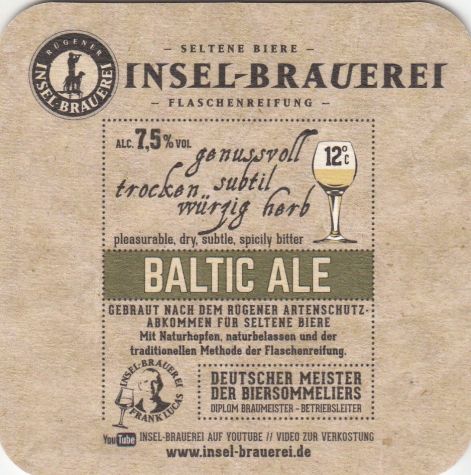 RÜGENER
INSEL-BRAUEREI
– SELTENE BIERE –
INSEL-BRAUEREI
– FLASCHENREIFUNG –
ALC. 7,5% VOL
genussvoll
12°C
trocken subtil
würzig herb
pleasurable, dry, subtle, spicily bitter
BALTIC ALE
GEBRAUT NACH DEM RÜGENER ARTENSCHUTZ-
ABKOMMEN FÜR SELTENE BIERE
Mit Naturhopfen, naturbelassen und der
traditionellen Methode der Flaschenreifung.
INSEL-BRAUEREI
FRANK LUCAS
DEUTSCHER MEISTER
DER BIERSOMMELIERS
DIPLOM BRAUMEISTER – BETRIEBSLEITER
YouTube INSEL-BRAUEREI AUF YOUTUBE // VIDEO ZUR VERKOSTUNG
www.insel-brauerei.de